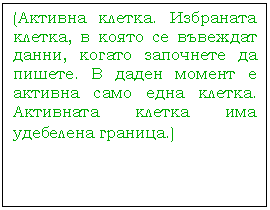 (Активна клетка. Избраната
клетка, в която се въвеждат
данни, когато започнете да
пишете. В даден момент е
активна само една клетка.
Активната клетка има
удебелена граница.)